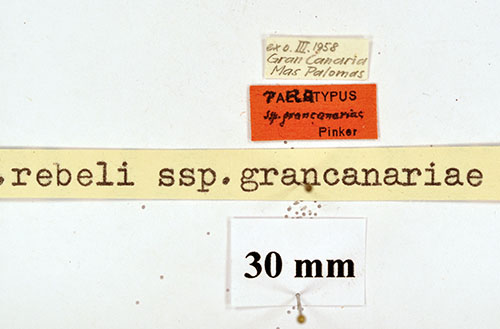 ex o. III. 1958
Gran Canaria
Mas Palomas
PARATYPUS
ssp. grancanariae
Pinker
.rebeli ssp.grancanariae
30 mm